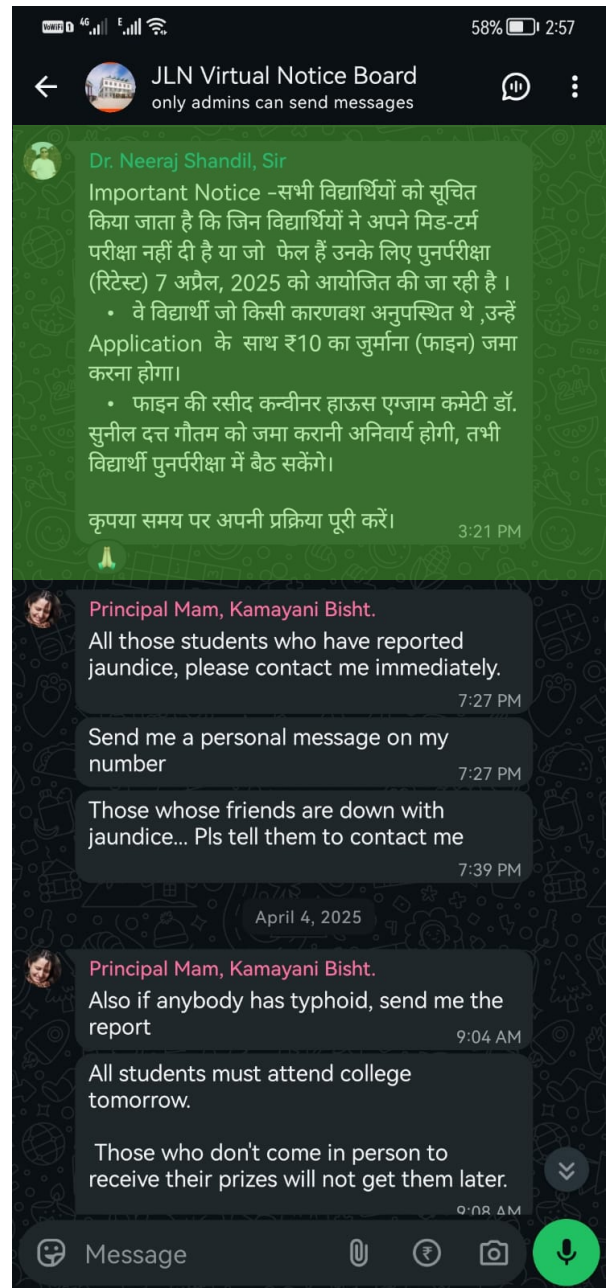 VoWiFi 4G E 58% 2:57
JLN Virtual Notice Board
only admins can send messages
Dr. Neeraj Shandil, Sir
Important Notice -सभी विद्यार्थियों को सूचित
किया जाता है कि जिन विद्यार्थियों ने अपने मिड-टर्म
परीक्षा नहीं दी है या जो फेल हैं उनके लिए पुनर्परीक्षा
(रिटेस्ट) 7 अप्रैल, 2025 को आयोजित की जा रही है ।
• वे विद्यार्थी जो किसी कारणवश अनुपस्थित थे ,उन्हें
Application के साथ ₹10 का जुर्माना (फाइन) जमा
करना होगा।
• फाइन की रसीद कन्वीनर हाऊस एग्जाम कमेटी डॉ.
सुनील दत्त गौतम को जमा करानी अनिवार्य होगी, तभी
विद्यार्थी पुनर्परीक्षा में बैठ सकेंगे।
कृपया समय पर अपनी प्रक्रिया पूरी करें।
3:21 PM
Principal Mam, Kamayani Bisht.
All those students who have reported
jaundice, please contact me immediately.
7:27 PM
Send me a personal message on my
number
7:27 PM
Those whose friends are down with
jaundice... Pls tell them to contact me
7:39 PM
April 4, 2025
Principal Mam, Kamayani Bisht.
Also if anybody has typhoid, send me the
report
9:04 AM
All students must attend college
tomorrow.
Those who don't come in person to
receive their prizes will not get them later.
9:08 AM
Message